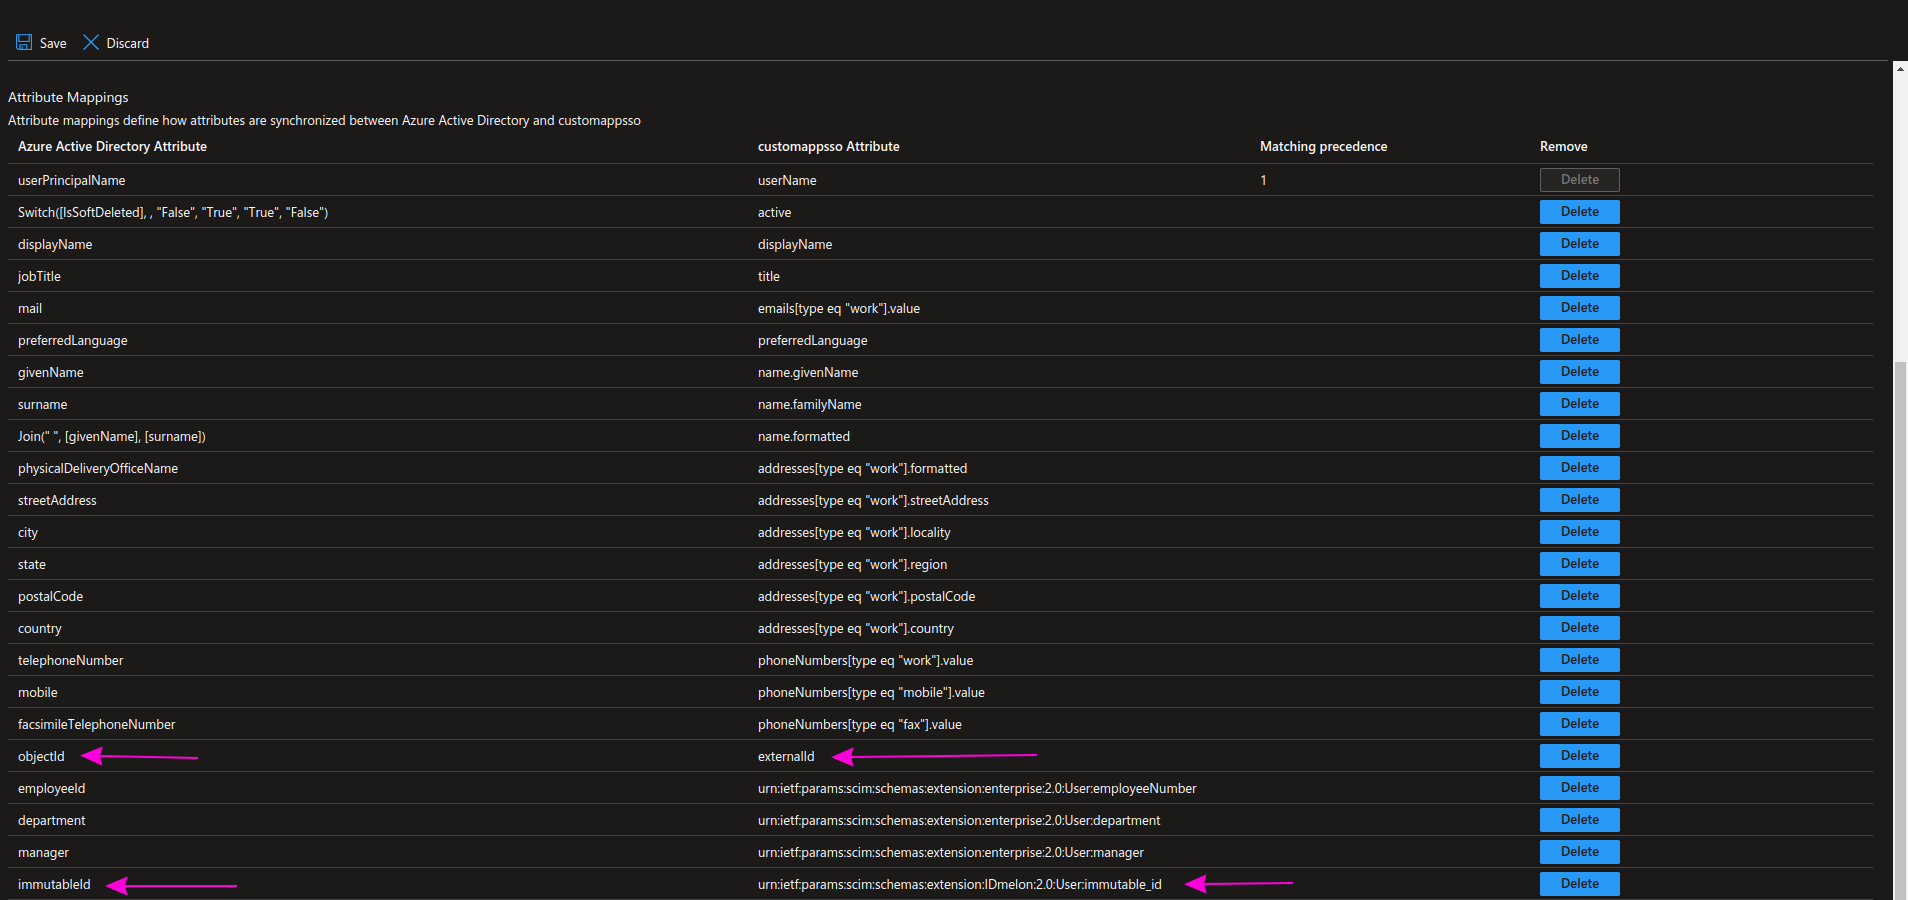 Save Discard
Attribute Mappings
Attribute mappings define how attributes are synchronized between Azure Active Directory and customappsso
Azure Active Directory Attribute customappsso Attribute Matching precedence Remove
userPrincipalName userName 1 Delete
Switch([IsSoftDeleted], , "False", "True", "True", "False") active Delete
displayName displayName Delete
jobTitle title Delete
mail emails[type eq "work"].value Delete
preferredLanguage preferredLanguage Delete
givenName name.givenName Delete
surname name.familyName Delete
Join(" ", [givenName], [surname]) name.formatted Delete
physicalDeliveryOfficeName addresses[type eq "work"].formatted Delete
streetAddress addresses[type eq "work"].streetAddress Delete
city addresses[type eq "work"].locality Delete
state addresses[type eq "work"].region Delete
postalCode addresses[type eq "work"].postalCode Delete
country addresses[type eq "work"].country Delete
telephoneNumber phoneNumbers[type eq "work"].value Delete
mobile phoneNumbers[type eq "mobile"].value Delete
facsimileTelephoneNumber phoneNumbers[type eq "fax"].value Delete
objectId externalId Delete
employeeId urn:ietf:params:scim:schemas:extension:enterprise:2.0:User:employeeNumber Delete
department urn:ietf:params:scim:schemas:extension:enterprise:2.0:User:department Delete
manager urn:ietf:params:scim:schemas:extension:enterprise:2.0:User:manager Delete
immutableId urn:ietf:params:scim:schemas:extension:IDmelon:2.0:User:immutable_id Delete